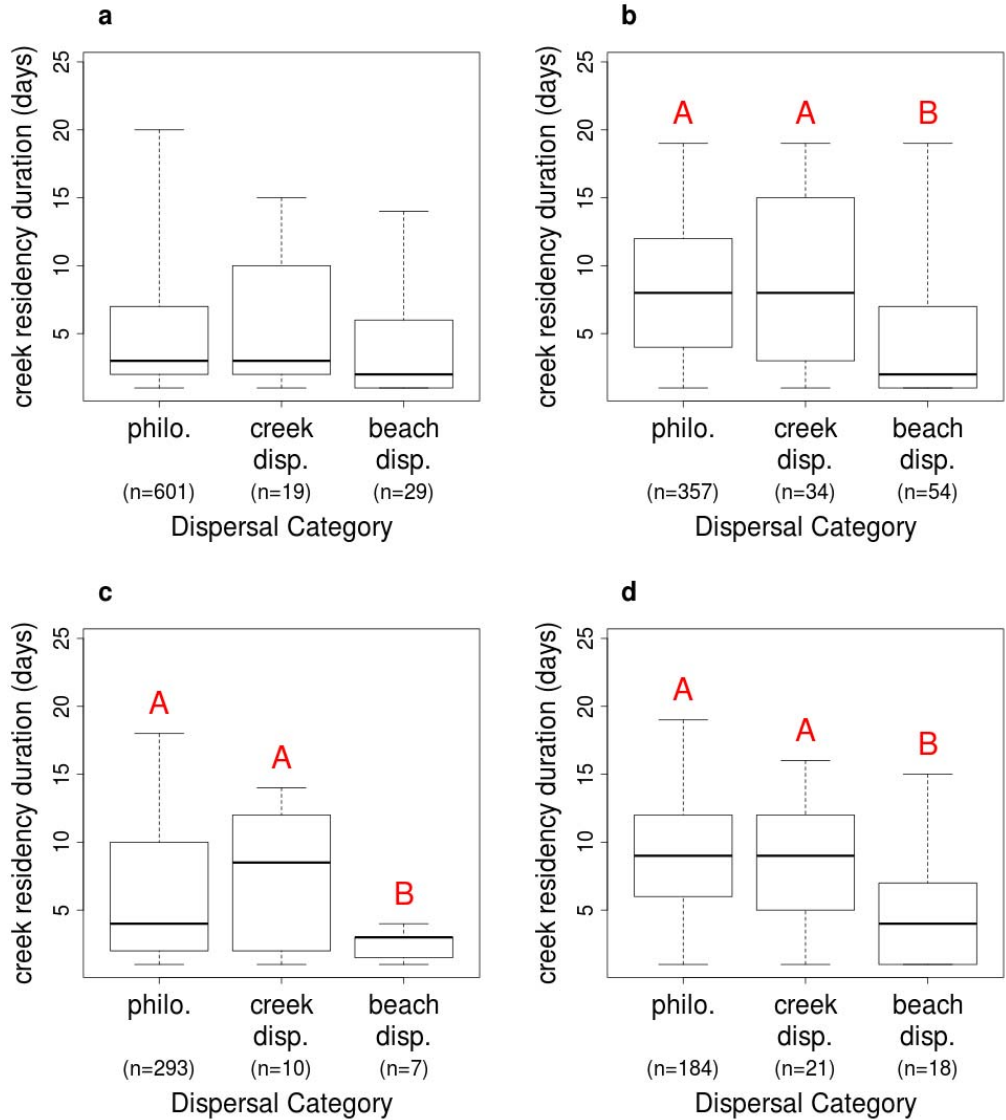 a
creek residency duration (days)
25
20
15
10
5
philo. creek disp. beach disp.
(n=601) (n=19) (n=29)
Dispersal Category
b
creek residency duration (days)
25
20
15
10
5
A A B
philo. creek disp. beach disp.
(n=357) (n=34) (n=54)
Dispersal Category
c
creek residency duration (days)
25
20
15
10
5
A A B
philo. creek disp. beach disp.
(n=293) (n=10) (n=7)
Dispersal Category
d
creek residency duration (days)
25
20
15
10
5
A A B
philo. creek disp. beach disp.
(n=184) (n=21) (n=18)
Dispersal Category